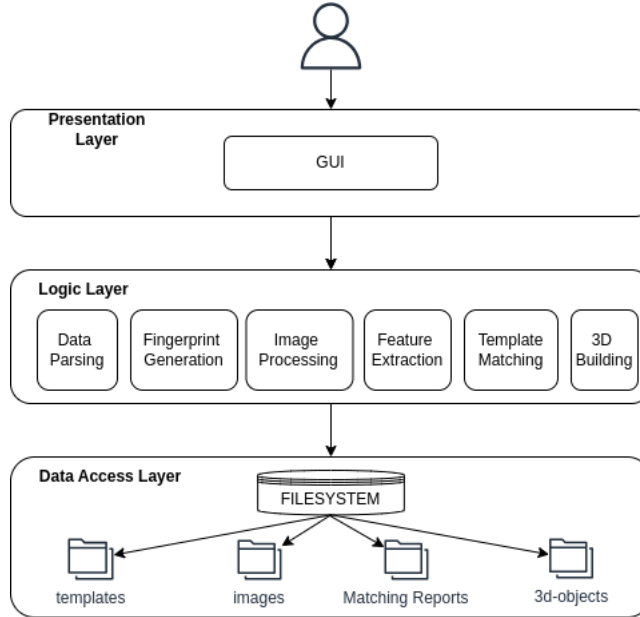 Presentation
Layer
GUI
Logic Layer
Data
Parsing
Fingerprint
Generation
Image
Processing
Feature
Extraction
Template
Matching
3D
Building
Data Access Layer
FILESYSTEM
templates
images
Matching Reports
3d-objects